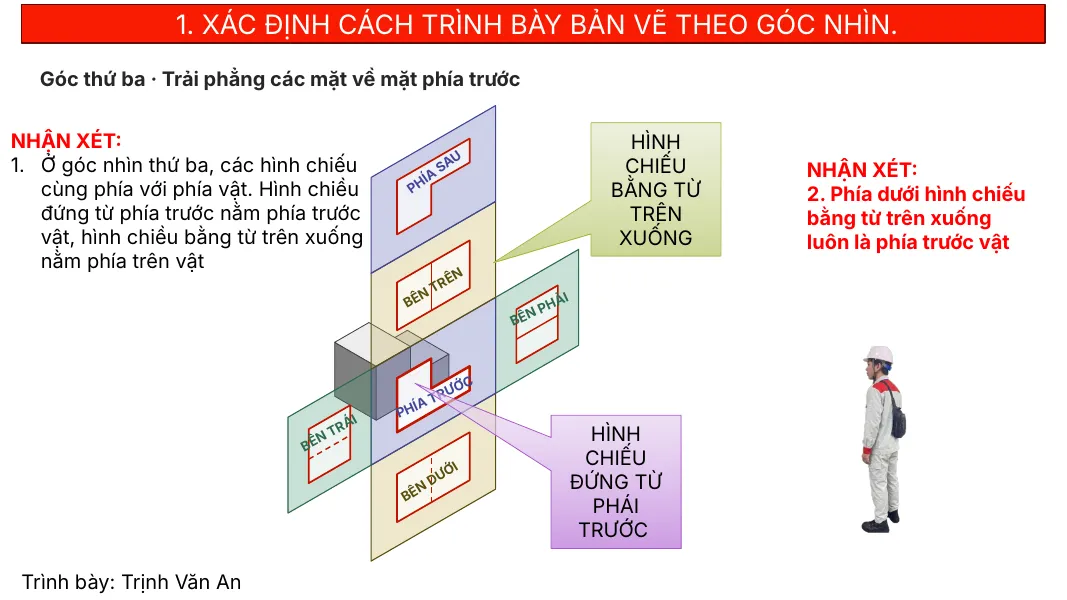 1. XÁC ĐỊNH CÁCH TRÌNH BÀY BẢN VẼ THEO GÓC NHÌN.
Góc thứ ba · Trải phẳng các mặt về mặt phía trước
NHẬN XÉT:
1. Ở góc nhìn thứ ba, các hình chiếu
cùng phía với phía vật. Hình chiều
đứng từ phía trước nằm phía trước
vật, hình chiều bằng từ trên xuống
nằm phía trên vật
PHÍA SAU
BÊN TRÊN
BÊN PHẢI
PHÍA TRƯỚC
BÊN TRÁI
BÊN DƯỚI
HÌNH
CHIẾU
BẰNG TỪ
TRÊN
XUỐNG
HÌNH
CHIẾU
ĐỨNG TỪ
PHÁI
TRƯỚC
NHẬN XÉT:
2. Phía dưới hình chiếu
bằng từ trên xuống
luôn là phía trước vật
Trình bày: Trịnh Văn An